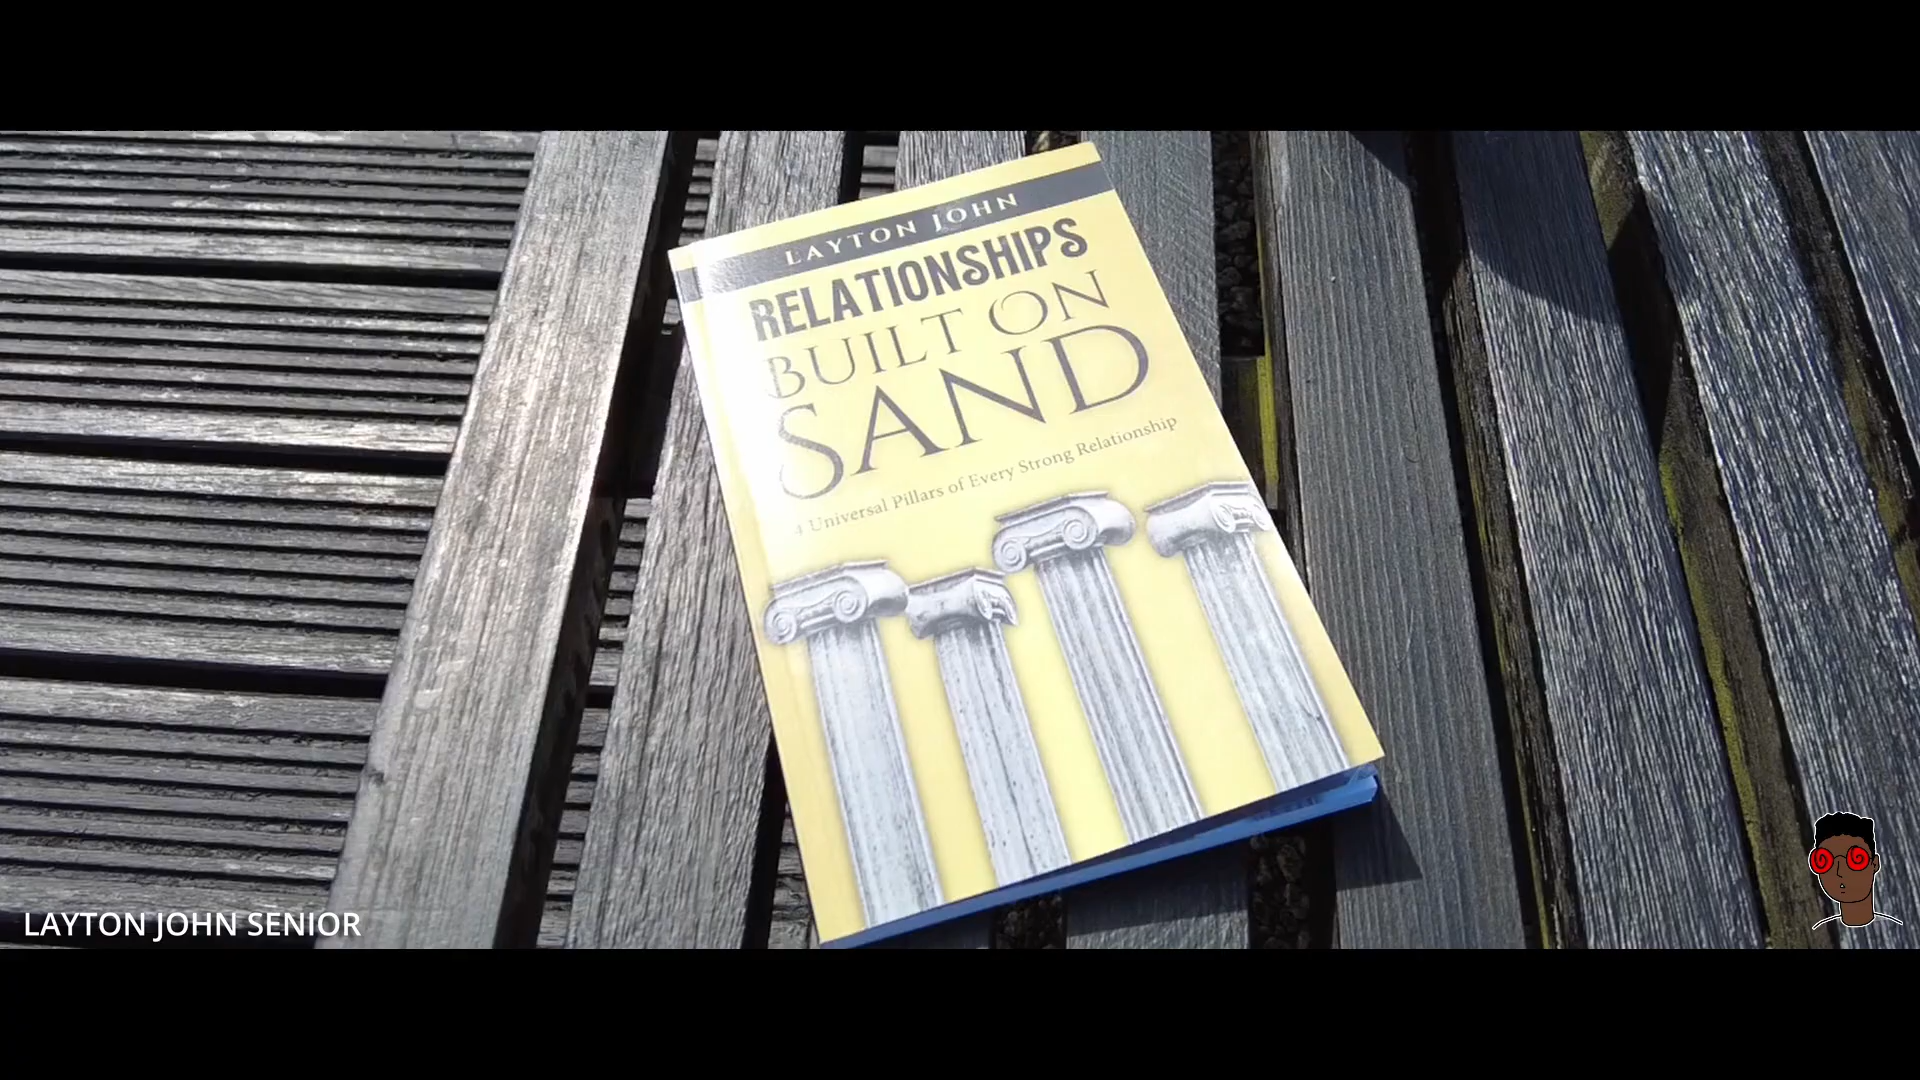 LAYTON JOHN
RELATIONSHIPS
BUILT ON
SAND
4 Universal Pillars of Every Strong Relationship
LAYTON JOHN SENIOR